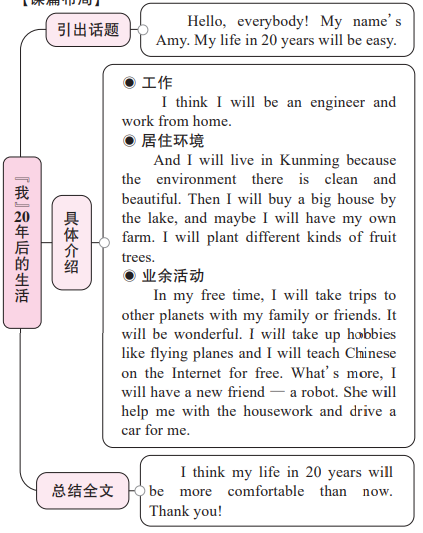 【谋篇布局】
引出话题
Hello, everybody! My name's
Amy. My life in 20 years will be easy.
『我』20年后的生活
具体介绍
◉ 工作
I think I will be an engineer and
work from home.
◉ 居住环境
And I will live in Kunming because
the environment there is clean and
beautiful. Then I will buy a big house by
the lake, and maybe I will have my own
farm. I will plant different kinds of fruit
trees.
◉ 业余活动
In my free time, I will take trips to
other planets with my family or friends. It
will be wonderful. I will take up hobbies
like flying planes and I will teach Chinese
on the Internet for free. What's more, I
will have a new friend — a robot. She will
help me with the housework and drive a
car for me.
总结全文
I think my life in 20 years will
be more comfortable than now.
Thank you!